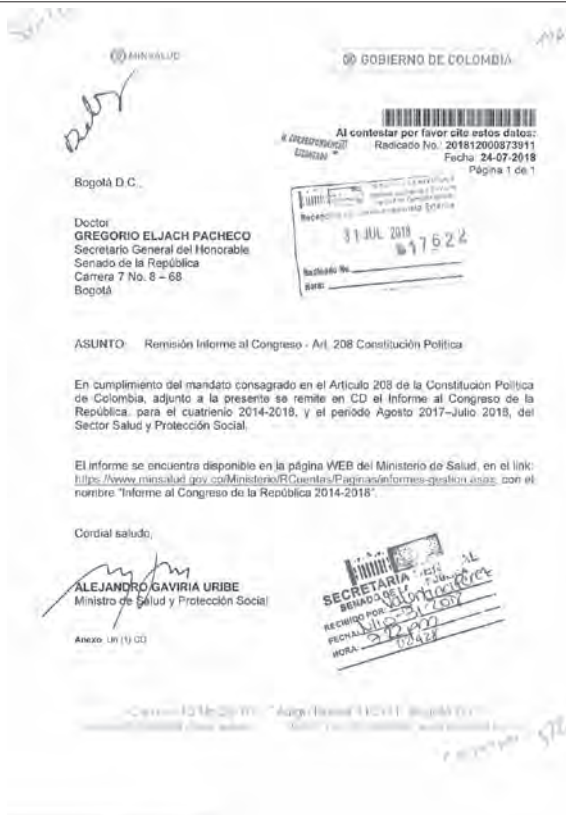 MINSALUD
GOBIERNO DE COLOMBIA
Al contestar por favor cite estos datos:
Radicado No.: 201812000873911
Fecha: 24-07-2018
Página 1 de 1
Bogotá D.C.,
31 JUL 2018
17622
Radicado No.
Hora:
Doctor
GREGORIO ELJACH PACHECO
Secretario General del Honorable
Senado de la República
Carrera 7 No. 8 – 68
Bogotá
ASUNTO: Remisión Informe al Congreso - Art. 208 Constitución Política
En cumplimiento del mandato consagrado en el Artículo 208 de la Constitución Política
de Colombia, adjunto a la presente se remite en CD el Informe al Congreso de la
República, para el cuatrienio 2014-2018, y el periodo Agosto 2017–Julio 2018, del
Sector Salud y Protección Social.
El informe se encuentra disponible en la página WEB del Ministerio de Salud, en el link:
https://www.minsalud.gov.co/Ministerio/RCuentas/Paginas/informes-gestion.aspx, con el
nombre "Informe al Congreso de la República 2014-2018".
Cordial saludo,
ALEJANDRO GAVIRIA URIBE
Ministro de Salud y Protección Social
Anexo: Un (1) CD
SECRETARIA
SENADO
RECIBIDO POR:
FECHA: Julio-31-2018
HORA: